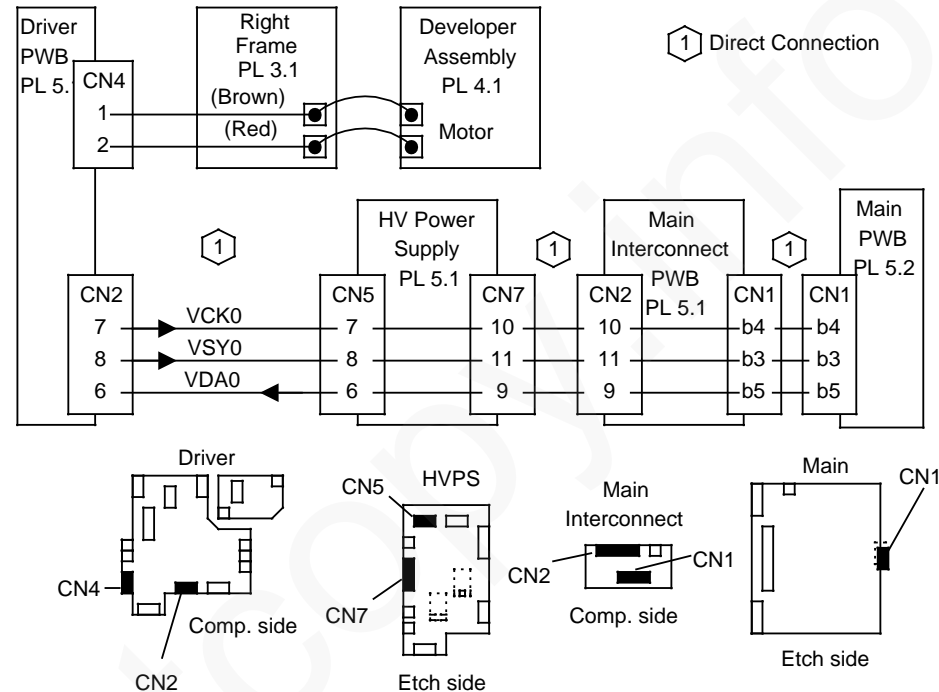 Driver
PWB
PL 5.
CN4
1
2
Right
Frame
PL 3.1
(Brown)
(Red)
Developer
Assembly
PL 4.1
Motor
1 Direct Connection
1
HV Power
Supply
PL 5.1
1
Main
Interconnect
PWB
PL 5.1
1
Main
PWB
PL 5.2
CN2
CN5
CN7
CN2
CN1
CN1
7 VCK0 7 10 10 b4 b4
8 VSY0 8 11 11 b3 b3
6 VDA0 6 9 9 b5 b5
Driver
CN4
CN2
Comp. side
HVPS
CN5
CN7
Etch side
Main
Interconnect
CN2
CN1
Comp. side
Main
CN1
Etch side
tcopy.info